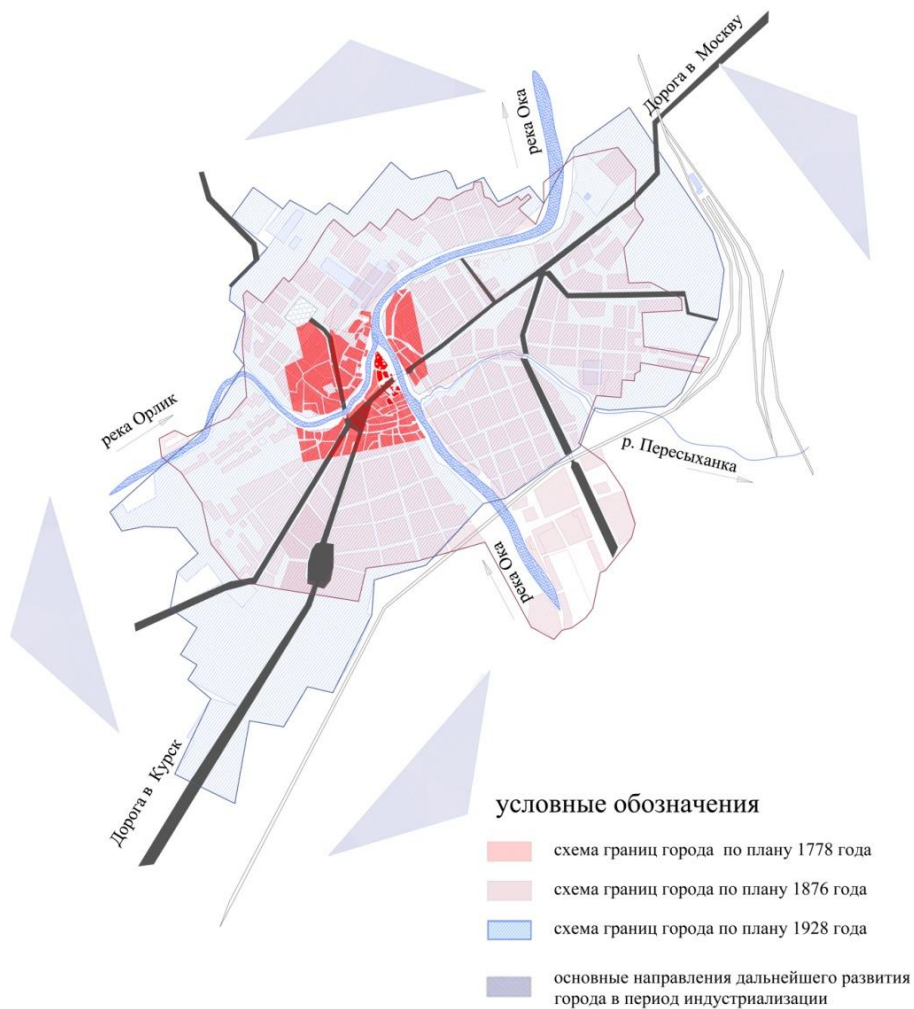 Дорога в Москву
река Ока
река Орлик
р. Пересыханка
река Ока
Дорога в Курск
условные обозначения
схема границ города по плану 1778 года
схема границ города по плану 1876 года
схема границ города по плану 1928 года
основные направления дальнейшего развития
города в период индустриализации